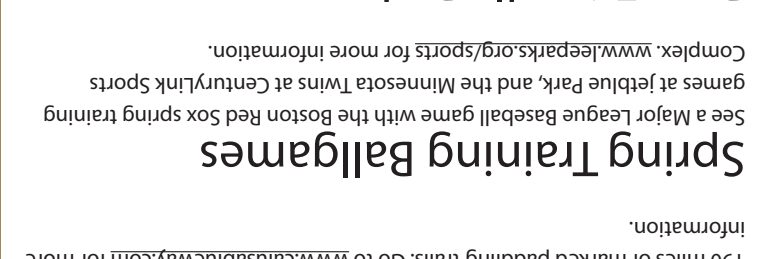 190 miles of marked paddling trails. Go to www.calusablueway.com for more
information.
Spring Training Ballgames
See a Major League Baseball game with the Boston Red Sox spring training
games at jetblue Park, and the Minnesota Twins at CenturyLink Sports
Complex. www.leeparks.org/sports for more information.